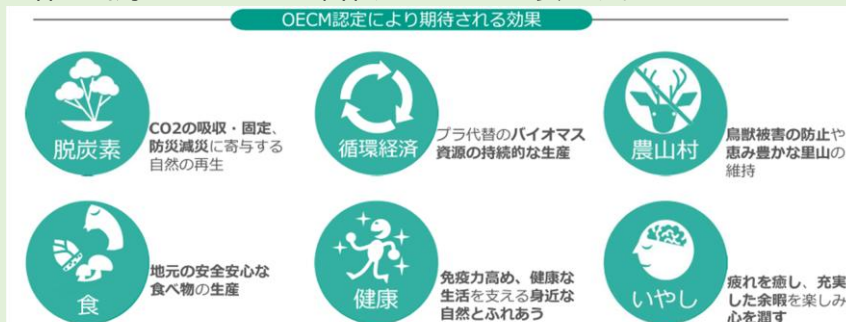 OECM認定により期待される効果
脱炭素
CO2の吸収・固定、
防災減災に寄与する
自然の再生
循環経済
プラ代替のバイオマス
資源の持続的な生産
農山村
鳥獣被害の防止や
恵み豊かな里山の
維持
食
地元の安全安心な
食べ物の生産
健康
免疫力高め、健康な
生活を支える身近な
自然とふれあう
いやし
疲れを癒し、充実
した余暇を楽しみ
心を潤す